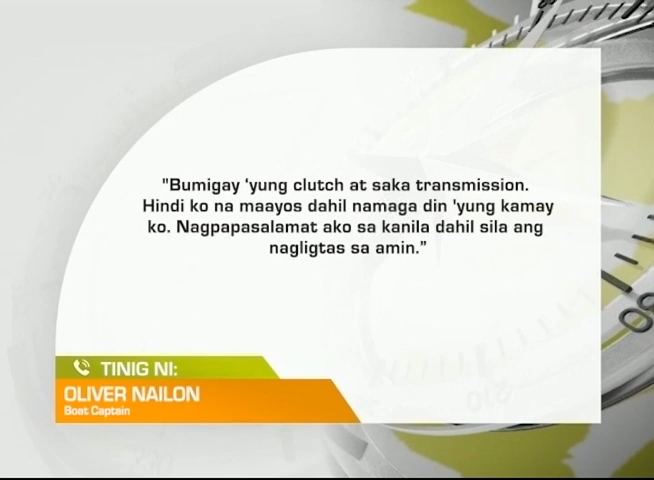 "Bumigay ‘yung clutch at saka transmission.
Hindi ko na maayos dahil namaga din 'yung kamay
ko. Nagpapasalamat ako sa kanila dahil sila ang
nagligtas sa amin.”
TINIG NI:
OLIVER NAILON
Boat Captain
210